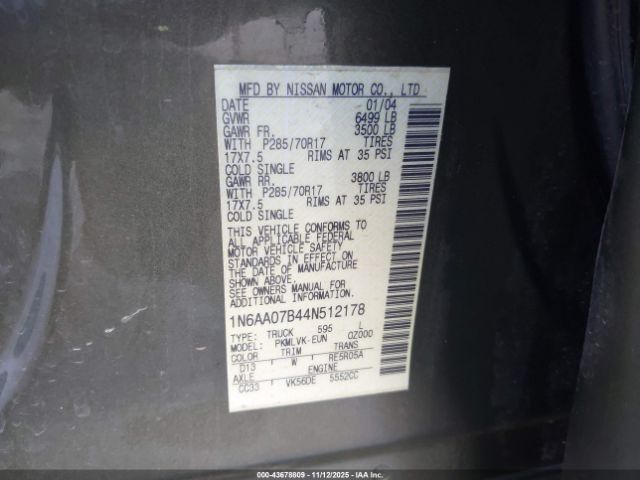 MFD BY NISSAN MOTOR CO., LTD
DATE 01/04
GVWR 6499 LB
GAWR FR. 3500 LB
WITH P285/70R17 TIRES
17X7.5 RIMS AT 35 PSI
COLD SINGLE
GAWR RR. 3800 LB
WITH P285/70R17 TIRES
17X7.5 RIMS AT 35 PSI
COLD SINGLE
THIS VEHICLE CONFORMS TO
ALL APPLICABLE FEDERAL
MOTOR VEHICLE SAFETY
STANDARDS IN EFFECT ON
THE DATE OF MANUFACTURE
SHOWN ABOVE.
SEE OWNERS MANUAL FOR
ADDITIONAL INFORMATION.
1N6AA07B44N512178
TYPE: TRUCK 595 L
MODEL: PKMLVK-EUN OZ000
COLOR TRIM TRANS
D13 W RE5R05A
AXLE ENGINE
CC33 VK56DE 5552CC
000-43678809 - 11/12/2025 - IAAI.COM